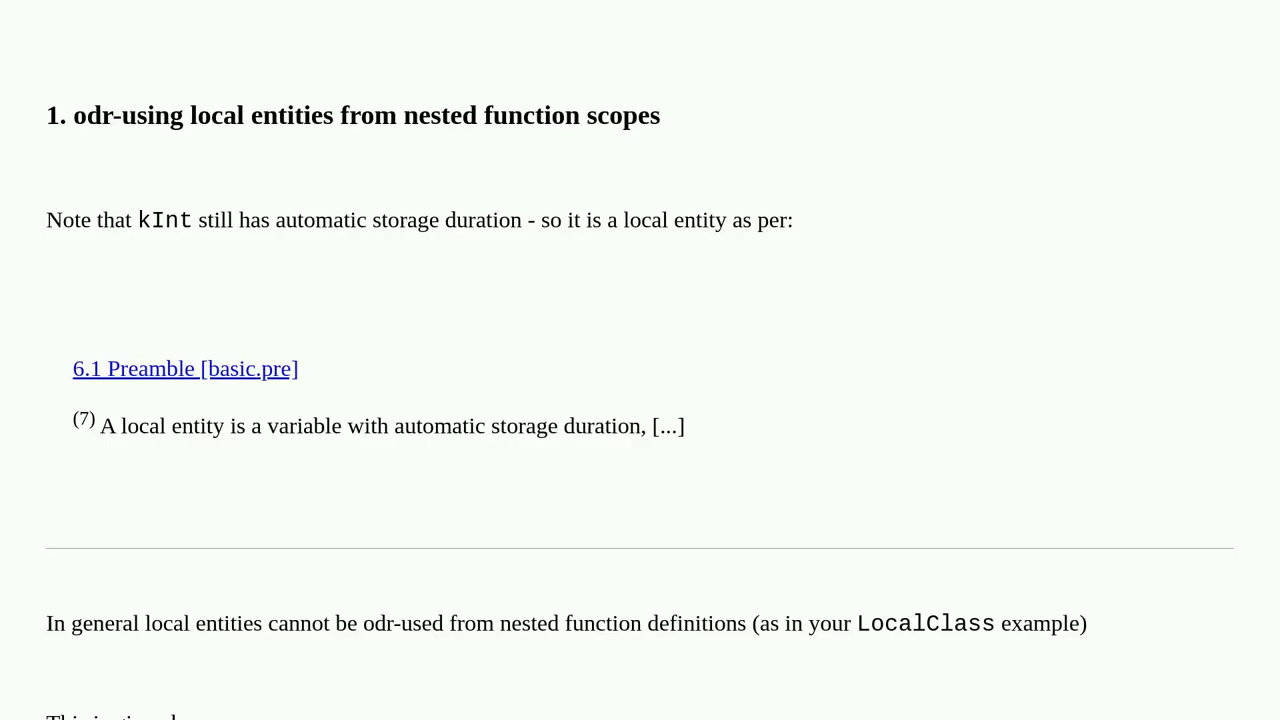 1. odr-using local entities from nested function scopes
Note that kInt still has automatic storage duration - so it is a local entity as per:
6.1 Preamble [basic.pre]
(7) A local entity is a variable with automatic storage duration, [...]
In general local entities cannot be odr-used from nested function definitions (as in your LocalClass example)